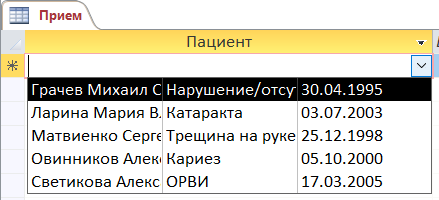 Прием
Пациент
Грачев Михаил С Нарушение/отсу 30.04.1995
Ларина Мария Вл Катаракта 03.07.2003
Матвиенко Серге Трещина на руке 25.12.1998
Овинников Алекс Кариез 05.10.2000
Светикова Алекс ОРВИ 17.03.2005